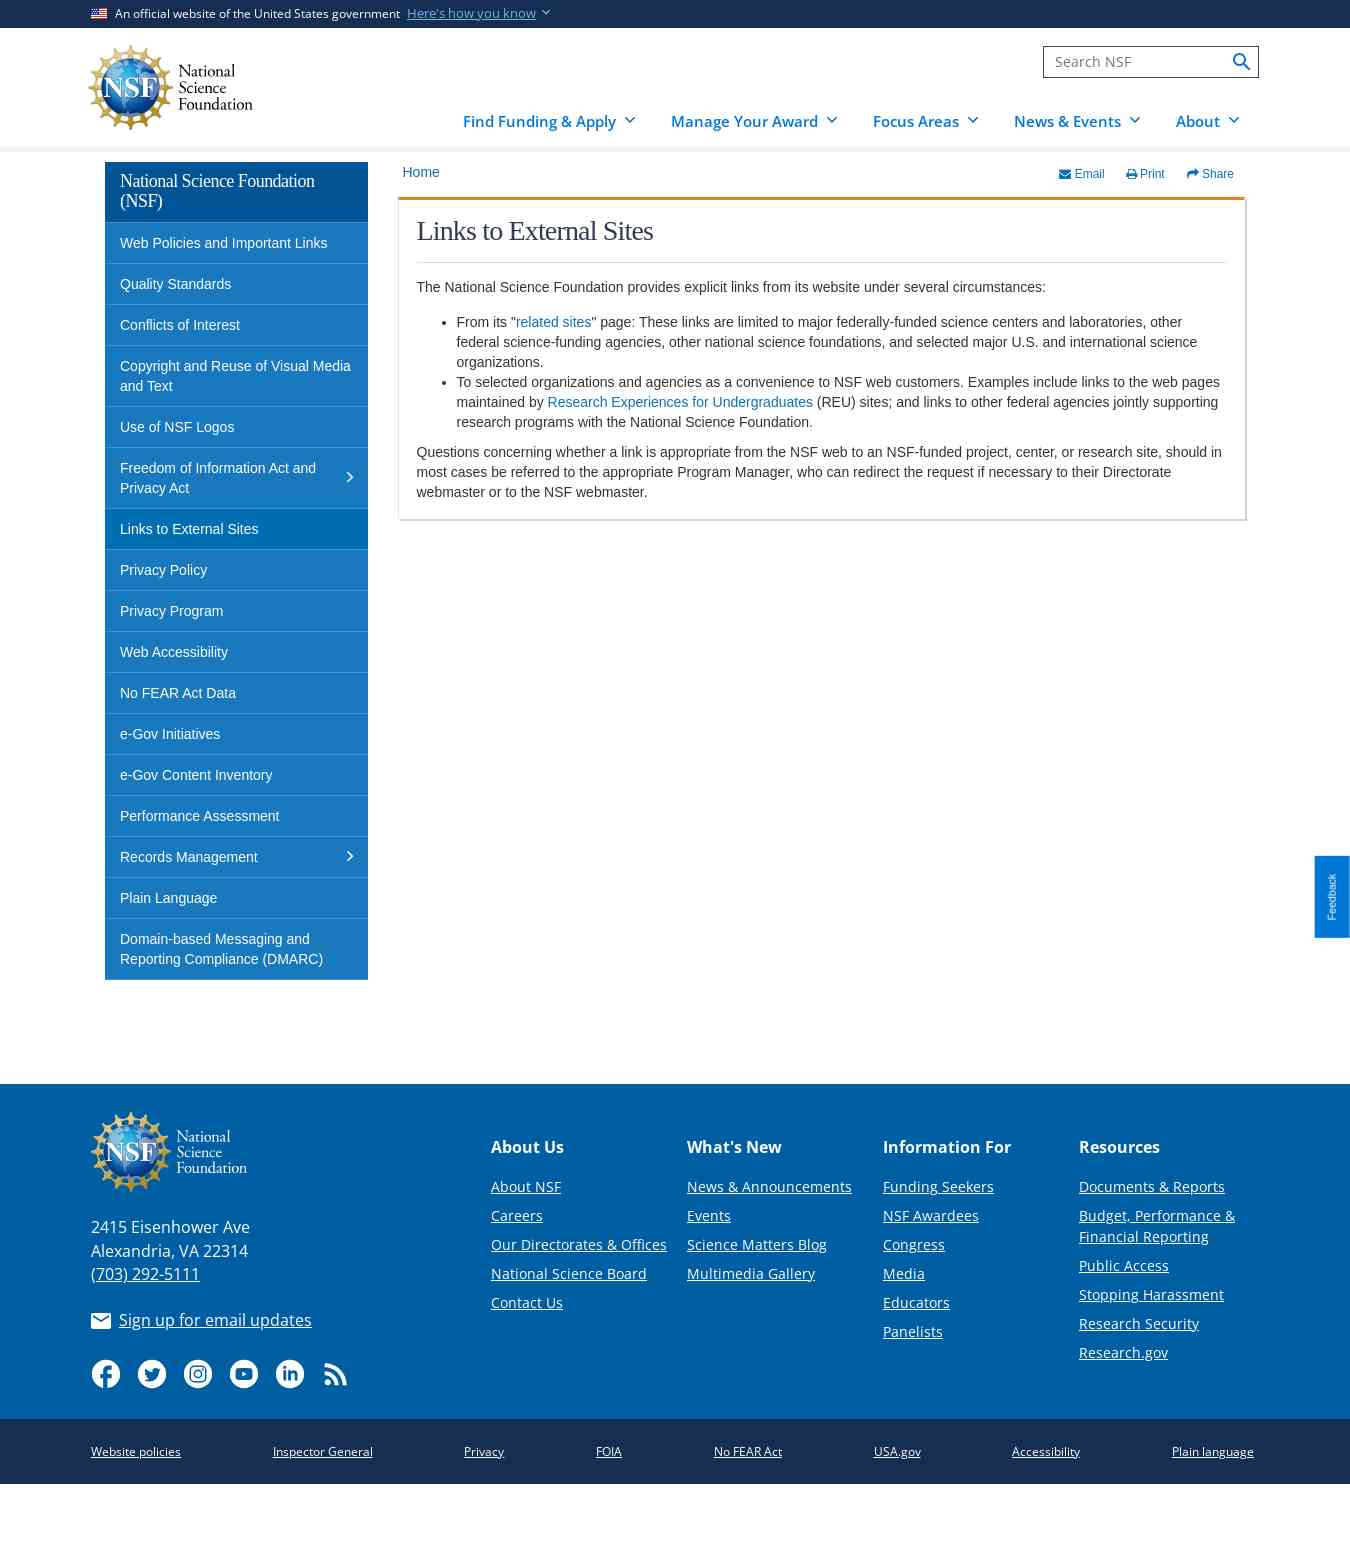 An official website of the United States government Here's how you know
NSF
National
Science
Foundation
Search NSF
Find Funding & Apply Manage Your Award Focus Areas News & Events About
National Science Foundation
(NSF)
Web Policies and Important Links
Quality Standards
Conflicts of Interest
Copyright and Reuse of Visual Media
and Text
Use of NSF Logos
Freedom of Information Act and
Privacy Act
Links to External Sites
Privacy Policy
Privacy Program
Web Accessibility
No FEAR Act Data
e-Gov Initiatives
e-Gov Content Inventory
Performance Assessment
Records Management
Plain Language
Domain-based Messaging and
Reporting Compliance (DMARC)
Home
Email Print Share
Links to External Sites
The National Science Foundation provides explicit links from its website under several circumstances:
• From its "related sites" page: These links are limited to major federally-funded science centers and laboratories, other
federal science-funding agencies, other national science foundations, and selected major U.S. and international science
organizations.
• To selected organizations and agencies as a convenience to NSF web customers. Examples include links to the web pages
maintained by Research Experiences for Undergraduates (REU) sites; and links to other federal agencies jointly supporting
research programs with the National Science Foundation.
Questions concerning whether a link is appropriate from the NSF web to an NSF-funded project, center, or research site, should in
most cases be referred to the appropriate Program Manager, who can redirect the request if necessary to their Directorate
webmaster or to the NSF webmaster.
Feedback
NSF
National
Science
Foundation
2415 Eisenhower Ave
Alexandria, VA 22314
(703) 292-5111
Sign up for email updates
About Us
About NSF
Careers
Our Directorates & Offices
National Science Board
Contact Us
What's New
News & Announcements
Events
Science Matters Blog
Multimedia Gallery
Information For
Funding Seekers
NSF Awardees
Congress
Media
Educators
Panelists
Resources
Documents & Reports
Budget, Performance &
Financial Reporting
Public Access
Stopping Harassment
Research Security
Research.gov
Website policies Inspector General Privacy FOIA No FEAR Act USA.gov Accessibility Plain language